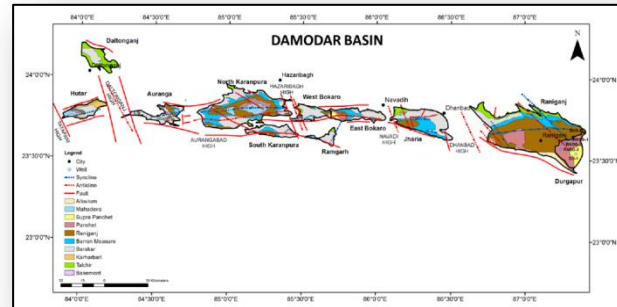 84°0'0"E 84°30'0"E 85°0'0"E 85°30'0"E 86°0'0"E 86°30'0"E 87°0'0"E
DAMODAR BASIN
N
Daltonganj
24°0'0"N
24°0'0"N
Hutar
Auranga
North Karanpura
Hazaribagh
HAZARIBAGH
HIGH
West Bokaro
Navadih
Dhanbad
Raniganj
AURANGABAD
HIGH
South Karanpura
Ramgarh
East Bokaro
HIGH
Jharia
DHANBAD
HIGH
Durgapur
23°30'0"N
23°30'0"N
23°0'0"N
23°0'0"N
Legend
City
Well
Syncline
Anticline
Fault
Alluvium
Mahadeva
Supra Panchet
Panchet
Raniganj
Barren Measure
Barakar
Karharbari
Talchir
Basement
84°0'0"E 84°30'0"E 85°0'0"E 85°30'0"E 86°0'0"E 86°30'0"E 87°0'0"E